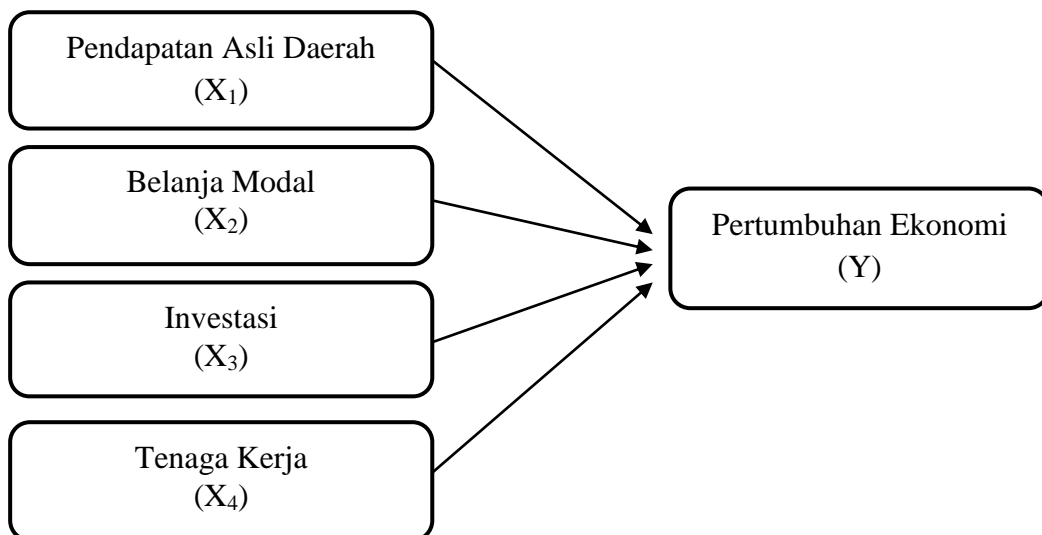 Pendapatan Asli Daerah
(X₁)
Belanja Modal
(X₂)
Investasi
(X₃)
Tenaga Kerja
(X₄)
Pertumbuhan Ekonomi
(Y)